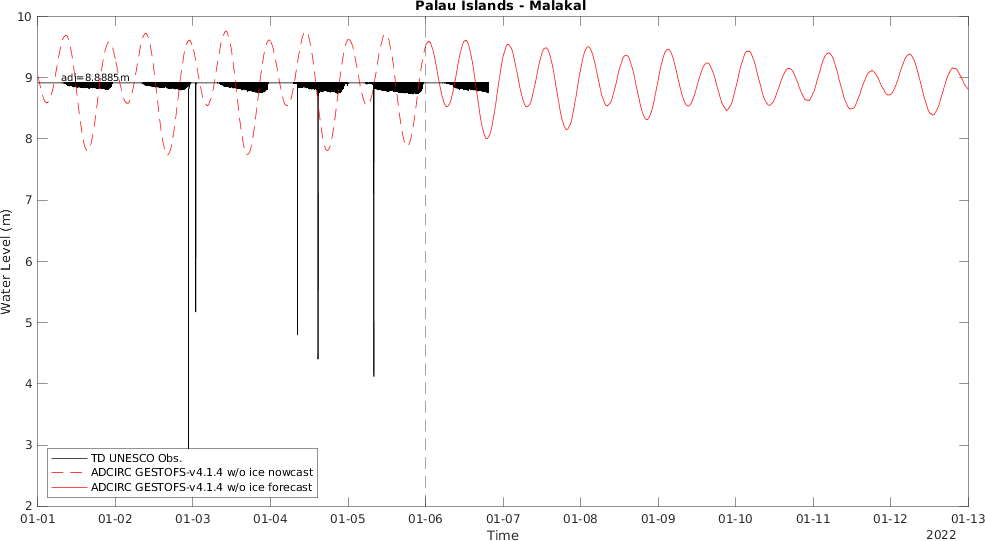 Palau Islands - Malakal
Water Level (m)
10
9
8
7
6
5
4
3
2
adj=8.8885m
TD UNESCO Obs.
ADCIRC GESTOFS-v4.1.4 w/o ice nowcast
ADCIRC GESTOFS-v4.1.4 w/o ice forecast
01-01 01-02 01-03 01-04 01-05 01-06 01-07 01-08 01-09 01-10 01-11 01-12 01-13
Time
2022